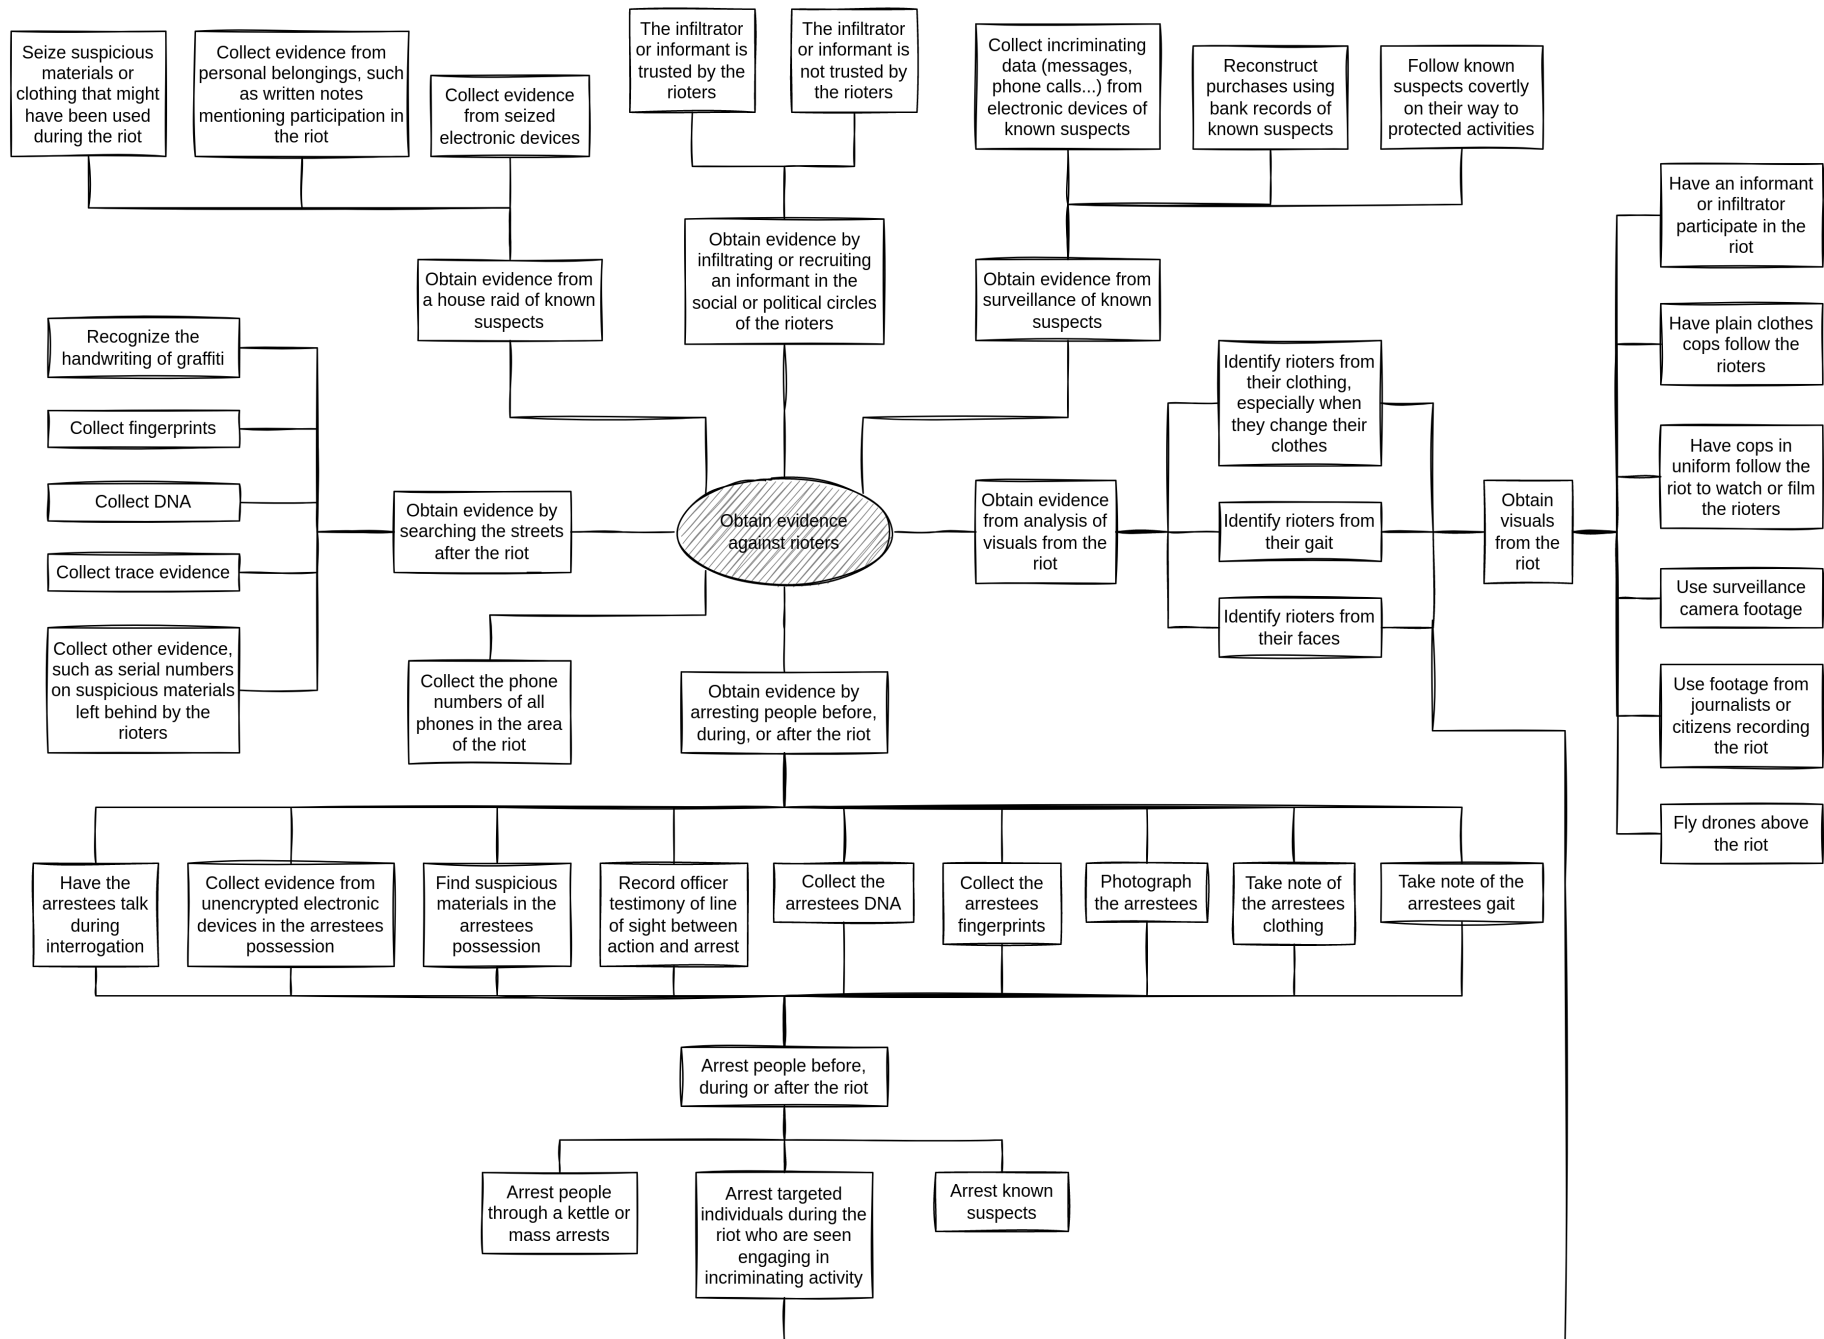 Seize suspicious
materials or
clothing that might
have been used
during the riot
Collect evidence from
personal belongings, such
as written notes
mentioning participation in
the riot
Collect evidence
from seized
electronic devices
The infiltrator
or informant is
trusted by the
rioters
The infiltrator
or informant is
not trusted by
the rioters
Collect incriminating
data (messages,
phone calls...) from
electronic devices of
known suspects
Reconstruct
purchases using
bank records of
known suspects
Follow known
suspects covertly
on their way to
protected activities
Have an informant
or infiltrator
participate in the
riot
Obtain evidence from
a house raid of known
suspects
Obtain evidence by
infiltrating or recruiting
an informant in the
social or political circles
of the rioters
Obtain evidence from
surveillance of known
suspects
Have plain clothes
cops follow the
rioters
Recognize the
handwriting of graffiti
Identify rioters from
their clothing,
especially when
they change their
clothes
Collect fingerprints
Have cops in
uniform follow the
riot to watch or film
the rioters
Collect DNA
Obtain evidence by
searching the streets
after the riot
Obtain evidence
against rioters
Obtain evidence
from analysis of
visuals from the
riot
Identify rioters from
their gait
Obtain
visuals
from the
riot
Collect trace evidence
Use surveillance
camera footage
Identify rioters from
their faces
Collect other evidence,
such as serial numbers
on suspicious materials
left behind by the
rioters
Collect the phone
numbers of all
phones in the area
of the riot
Obtain evidence by
arresting people before,
during, or after the riot
Use footage from
journalists or
citizens recording
the riot
Fly drones above
the riot
Have the
arrestees talk
during
interrogation
Collect evidence from
unencrypted electronic
devices in the arrestees
possession
Find suspicious
materials in the
arrestees
possession
Record officer
testimony of line
of sight between
action and arrest
Collect the
arrestees DNA
Collect the
arrestees
fingerprints
Photograph
the arrestees
Take note of
the arrestees
clothing
Take note of the
arrestees gait
Arrest people before,
during or after the riot
Arrest people
through a kettle or
mass arrests
Arrest targeted
individuals during the
riot who are seen
engaging in
incriminating activity
Arrest known
suspects